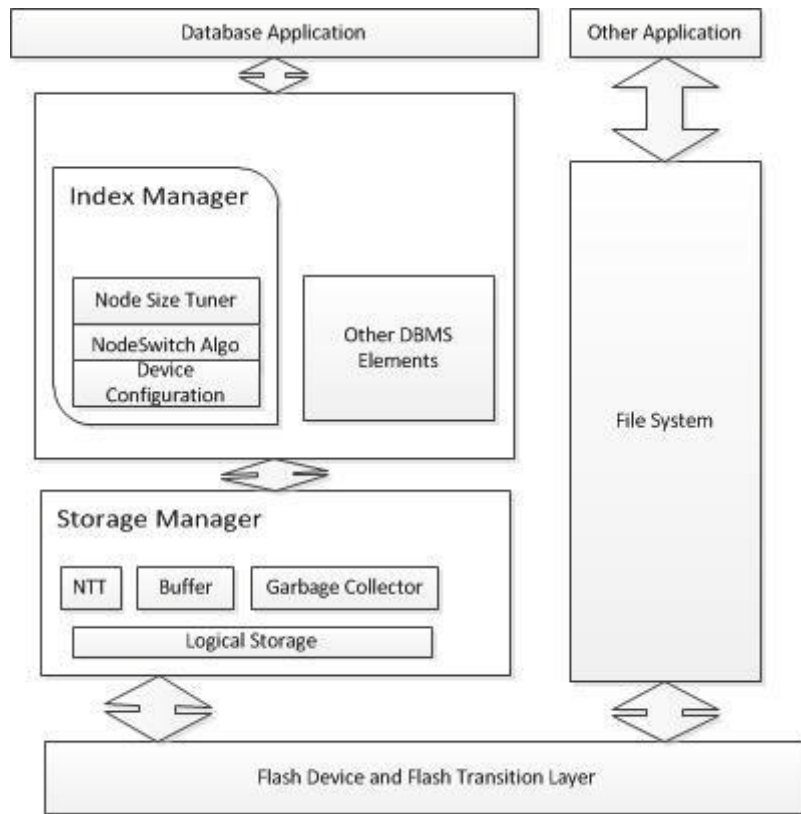 Database Application
Other Application
Index Manager
Node Size Tuner
NodeSwitch Algo
Device
Configuration
Other DBMS
Elements
File System
Storage Manager
NTT
Buffer
Garbage Collector
Logical Storage
Flash Device and Flash Transition Layer